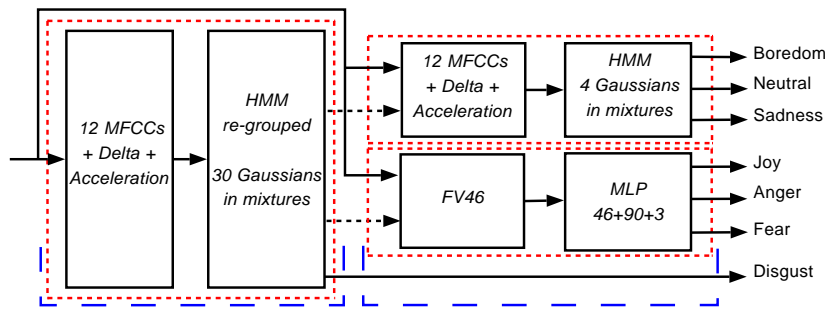 12 MFCCs
+ Delta +
Acceleration
HMM
re-grouped
30 Gaussians
in mixtures
12 MFCCs
+ Delta +
Acceleration
HMM
4 Gaussians
in mixtures
Boredom
Neutral
Sadness
FV46
MLP
46+90+3
Joy
Anger
Fear
Disgust